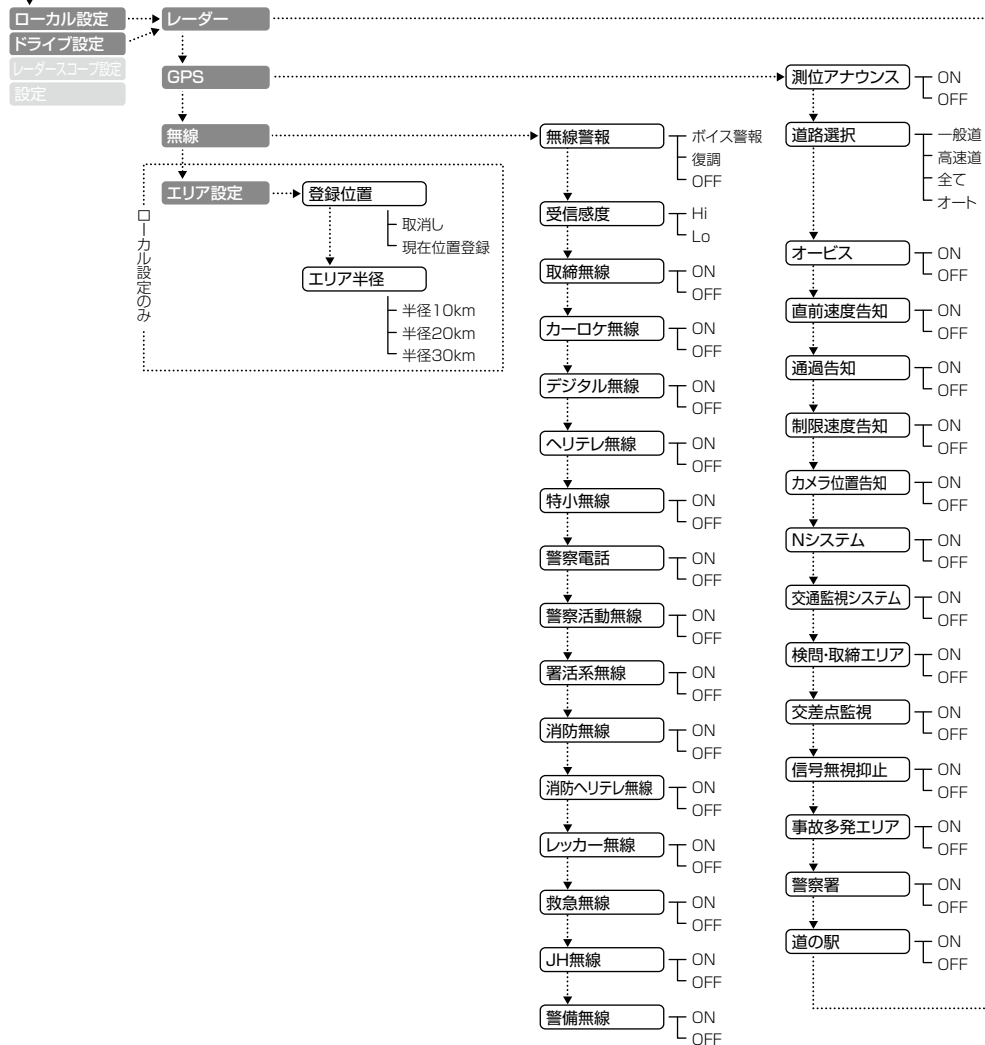 ローカル設定
ドライブ設定
レーダースコープ設定
設定
レーダー
GPS
無線
エリア設定
ローカル設定のみ
登録位置
取消し
現在位置登録
エリア半径
半径10km
半径20km
半径30km
無線警報
ボイス警報
復調
OFF
受信感度
Hi
Lo
取締無線
ON
OFF
カーロケ無線
ON
OFF
デジタル無線
ON
OFF
ヘリテレ無線
ON
OFF
特小無線
ON
OFF
警察電話
ON
OFF
警察活動無線
ON
OFF
署活系無線
ON
OFF
消防無線
ON
OFF
消防ヘリテレ無線
ON
OFF
レッカー無線
ON
OFF
救急無線
ON
OFF
JH無線
ON
OFF
警備無線
ON
OFF
測位アナウンス
ON
OFF
道路選択
一般道
高速道
全て
オート
オービス
ON
OFF
直前速度告知
ON
OFF
通過告知
ON
OFF
制限速度告知
ON
OFF
カメラ位置告知
ON
OFF
Nシステム
ON
OFF
交通監視システム
ON
OFF
検問･取締エリア
ON
OFF
交差点監視
ON
OFF
信号無視抑止
ON
OFF
事故多発エリア
ON
OFF
警察署
ON
OFF
道の駅
ON
OFF